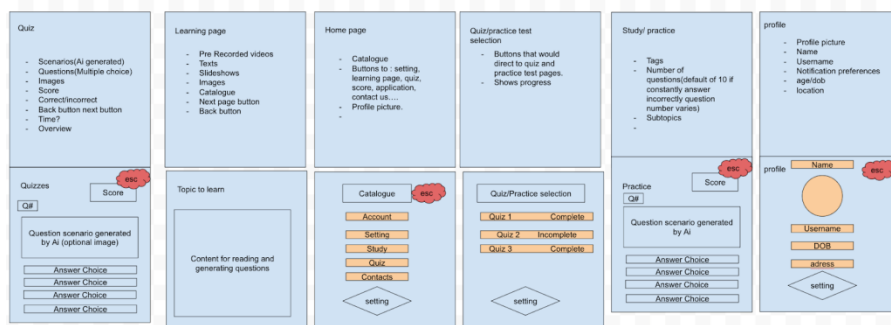 Quiz
- Scenarios(Ai generated)
- Questions(Multiple choice)
- Images
- Score
- Correct/incorrect
- Back button next button
- Time?
- Overview
Learning page
- Pre Recorded videos
- Texts
- Slideshows
- Images
- Catalogue
- Next page button
- Back button
Home page
- Catalogue
- Buttons to : setting,
learning page, quiz,
score, application,
contact us....
- Profile picture.
-
Quiz/practice test
selection
- Buttons that would
direct to quiz and
practice test pages.
- Shows progress
Study/ practice
- Tags
- Number of
questions(default of 10 if
constantly answer
incorrectly question
number varies)
- Subtopics
-
profile
- Profile picture
- Name
- Username
- Notification preferences
- age/dob
- location
Quizzes
esc
Score
Q#
Question scenario generated
by Ai (optional image)
Answer Choice
Answer Choice
Answer Choice
Answer Choice
Topic to learn
Content for reading and
generating questions
Catalogue
esc
Account
Setting
Study
Quiz
Contacts
setting
Quiz/Practice selection
Quiz 1 Complete
Quiz 2 Incomplete
Quiz 3 Complete
setting
Practice
esc
Score
Q#
Question scenario generated
by Ai
Answer Choice
Answer Choice
Answer Choice
Answer Choice
profile
Name
esc
Username
DOB
adress
setting